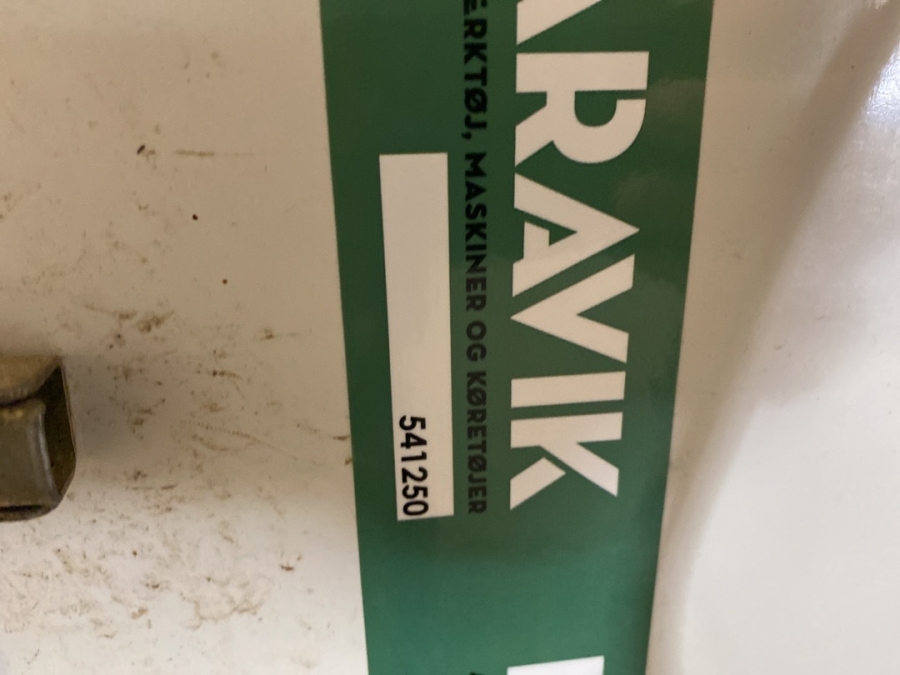 ARAVIK
ERKTØJ, MASKINER OG KØRETØJER
541250